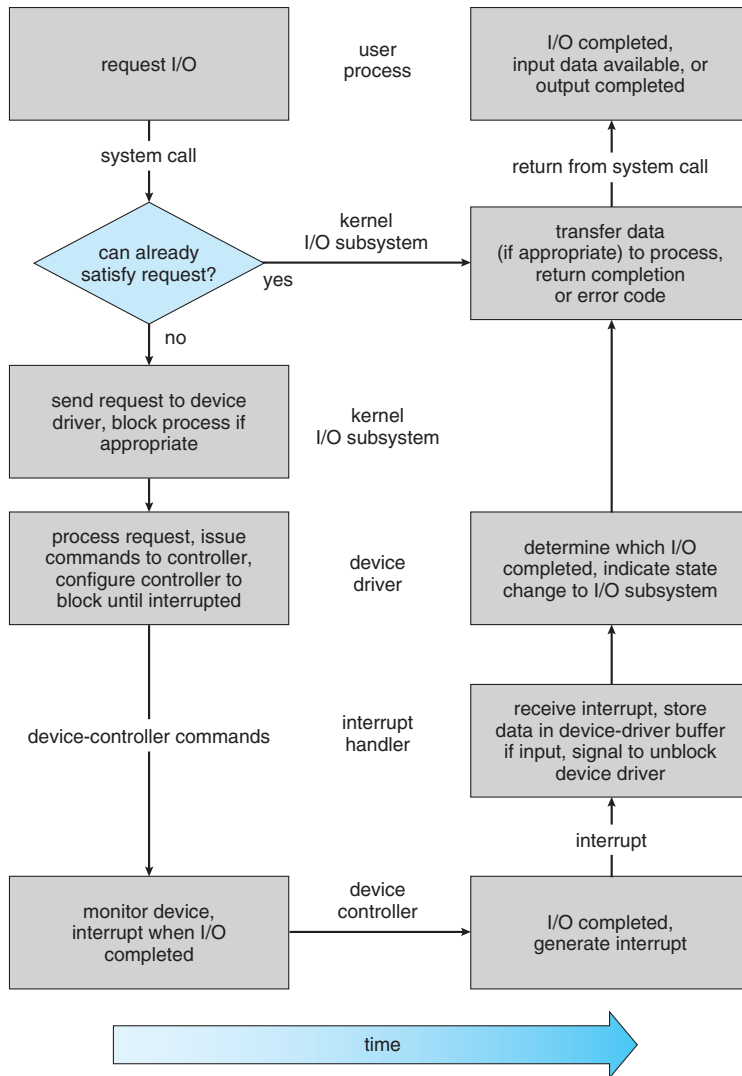 request I/O
user
process
I/O completed,
input data available, or
output completed
system call
return from system call
can already
satisfy request?
kernel
I/O subsystem
yes
transfer data
(if appropriate) to process,
return completion
or error code
no
send request to device
driver, block process if
appropriate
kernel
I/O subsystem
process request, issue
commands to controller,
configure controller to
block until interrupted
device
driver
determine which I/O
completed, indicate state
change to I/O subsystem
device-controller commands
interrupt
handler
receive interrupt, store
data in device-driver buffer
if input, signal to unblock
device driver
interrupt
monitor device,
interrupt when I/O
completed
device
controller
I/O completed,
generate interrupt
time